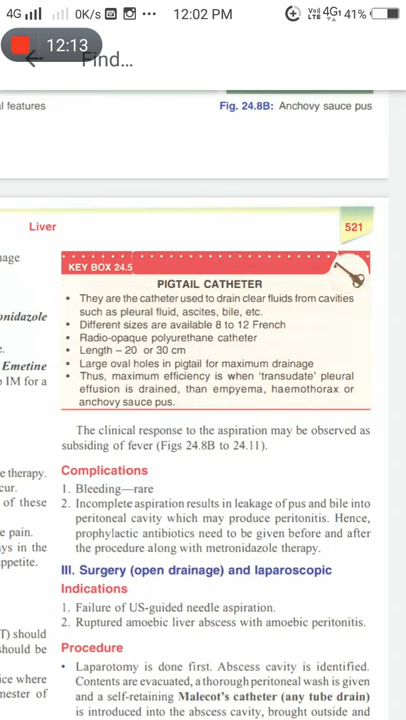 4G 0K/s 12:02 PM VoLTE 4G 41%
12:13
Find...
al features
Fig. 24.8B: Anchovy sauce pus
Liver 521
nage
onidazole
e.
Emetine
o IM for a
e therapy.
cur.
of these
e pain.
ays in the
ppetite.
T) should
should be
ice where
mester of
KEY BOX 24.5
PIGTAIL CATHETER
• They are the catheter used to drain clear fluids from cavities
such as pleural fluid, ascites, bile, etc.
• Different sizes are available 8 to 12 French
• Radio-opaque polyurethane catheter
• Length – 20 or 30 cm
• Large oval holes in pigtail for maximum drainage
• Thus, maximum efficiency is when 'transudate' pleural
effusion is drained, than empyema, haemothorax or
anchovy sauce pus.
The clinical response to the aspiration may be observed as
subsiding of fever (Figs 24.8B to 24.11).
Complications
1. Bleeding—rare
2. Incomplete aspiration results in leakage of pus and bile into
peritoneal cavity which may produce peritonitis. Hence,
prophylactic antibiotics need to be given before and after
the procedure along with metronidazole therapy.
III. Surgery (open drainage) and laparoscopic
Indications
1. Failure of US-guided needle aspiration.
2. Ruptured amoebic liver abscess with amoebic peritonitis.
Procedure
• Laparotomy is done first. Abscess cavity is identified.
Contents are evacuated, a thorough peritoneal wash is given
and a self-retaining Malecot's catheter (any tube drain)
is introduced into the abscess cavity, brought outside and